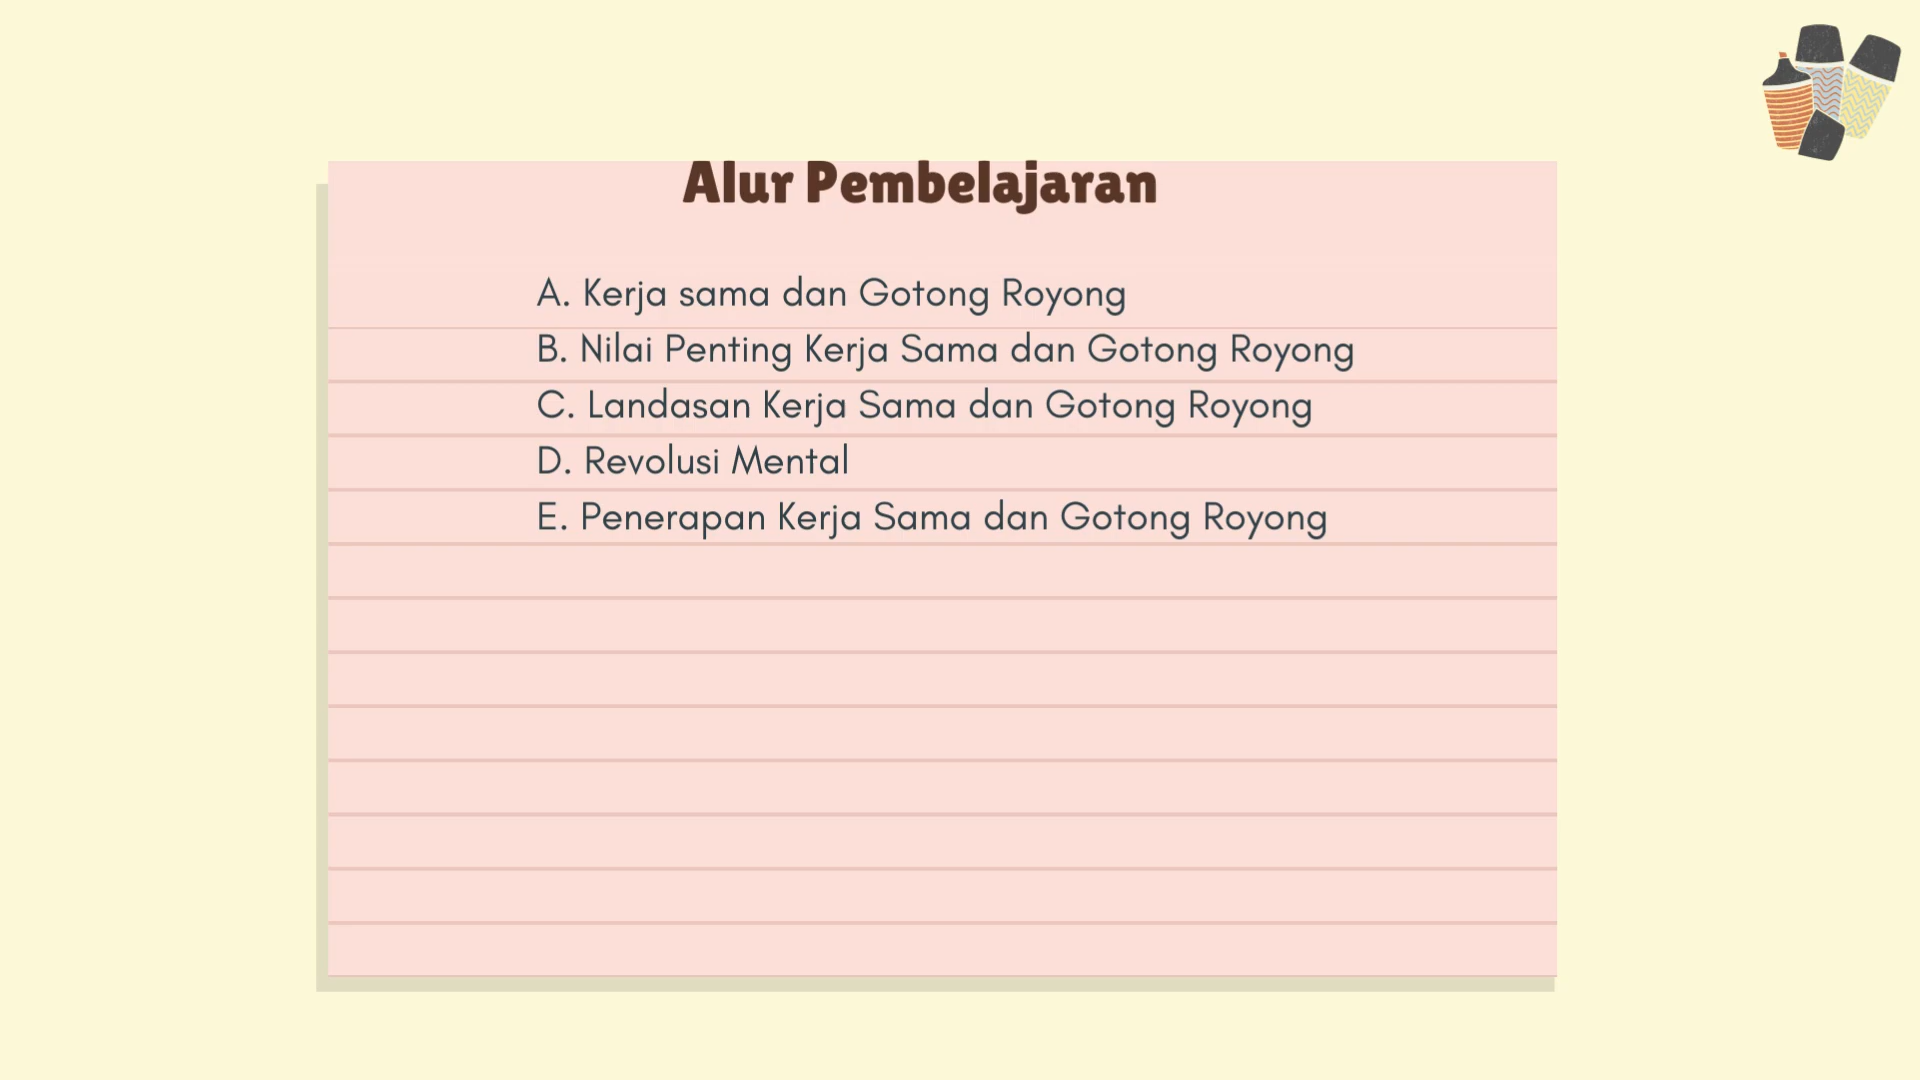 Alur Pembelajaran
A. Kerja sama dan Gotong Royong
B. Nilai Penting Kerja Sama dan Gotong Royong
C. Landasan Kerja Sama dan Gotong Royong
D. Revolusi Mental
E. Penerapan Kerja Sama dan Gotong Royong